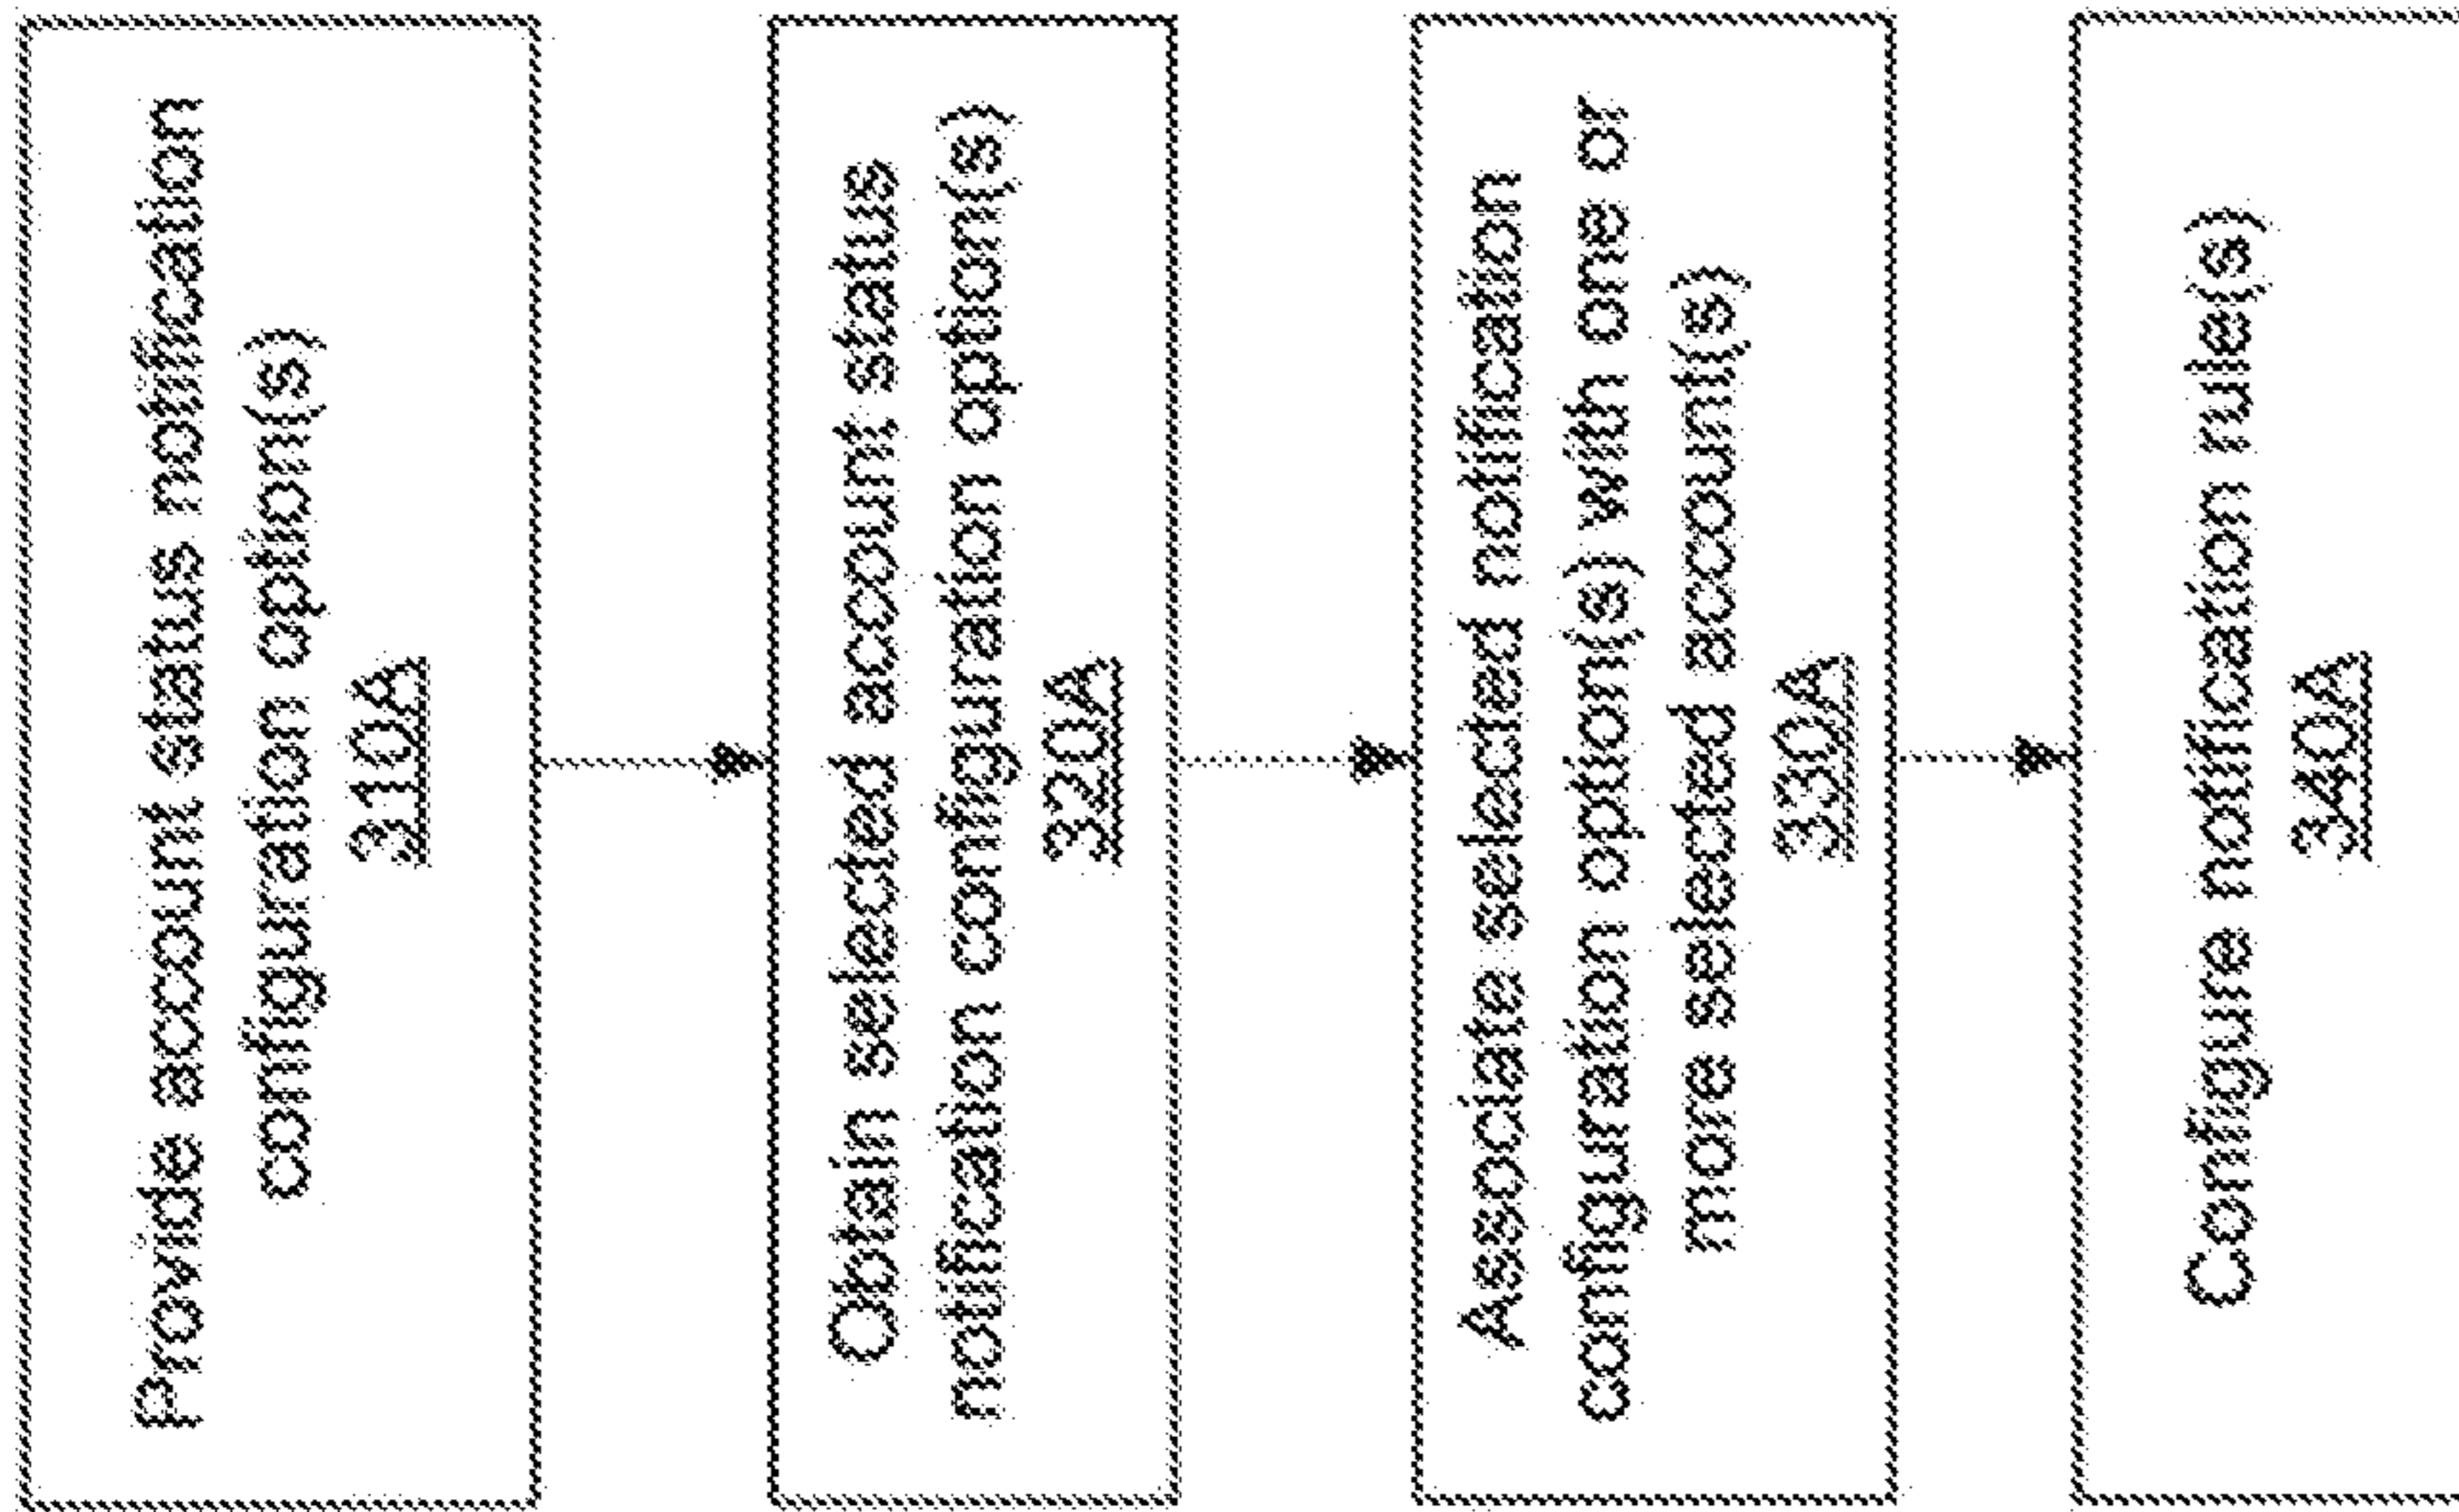 Provide account status notification
configuration option(s)
310A
Obtain selected account status
notification configuration option(s)
320A
Associate selected notification
configuration option(s) with one or
more selected account(s)
330A
Configure notification rule(s)
340A